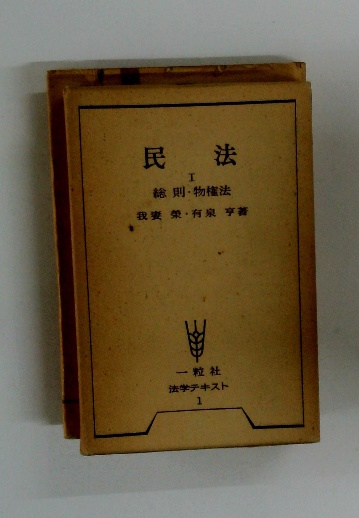 民 法
I
総 則・物権法
我妻 榮・有泉 亨著
一粒社
法学テキスト
1